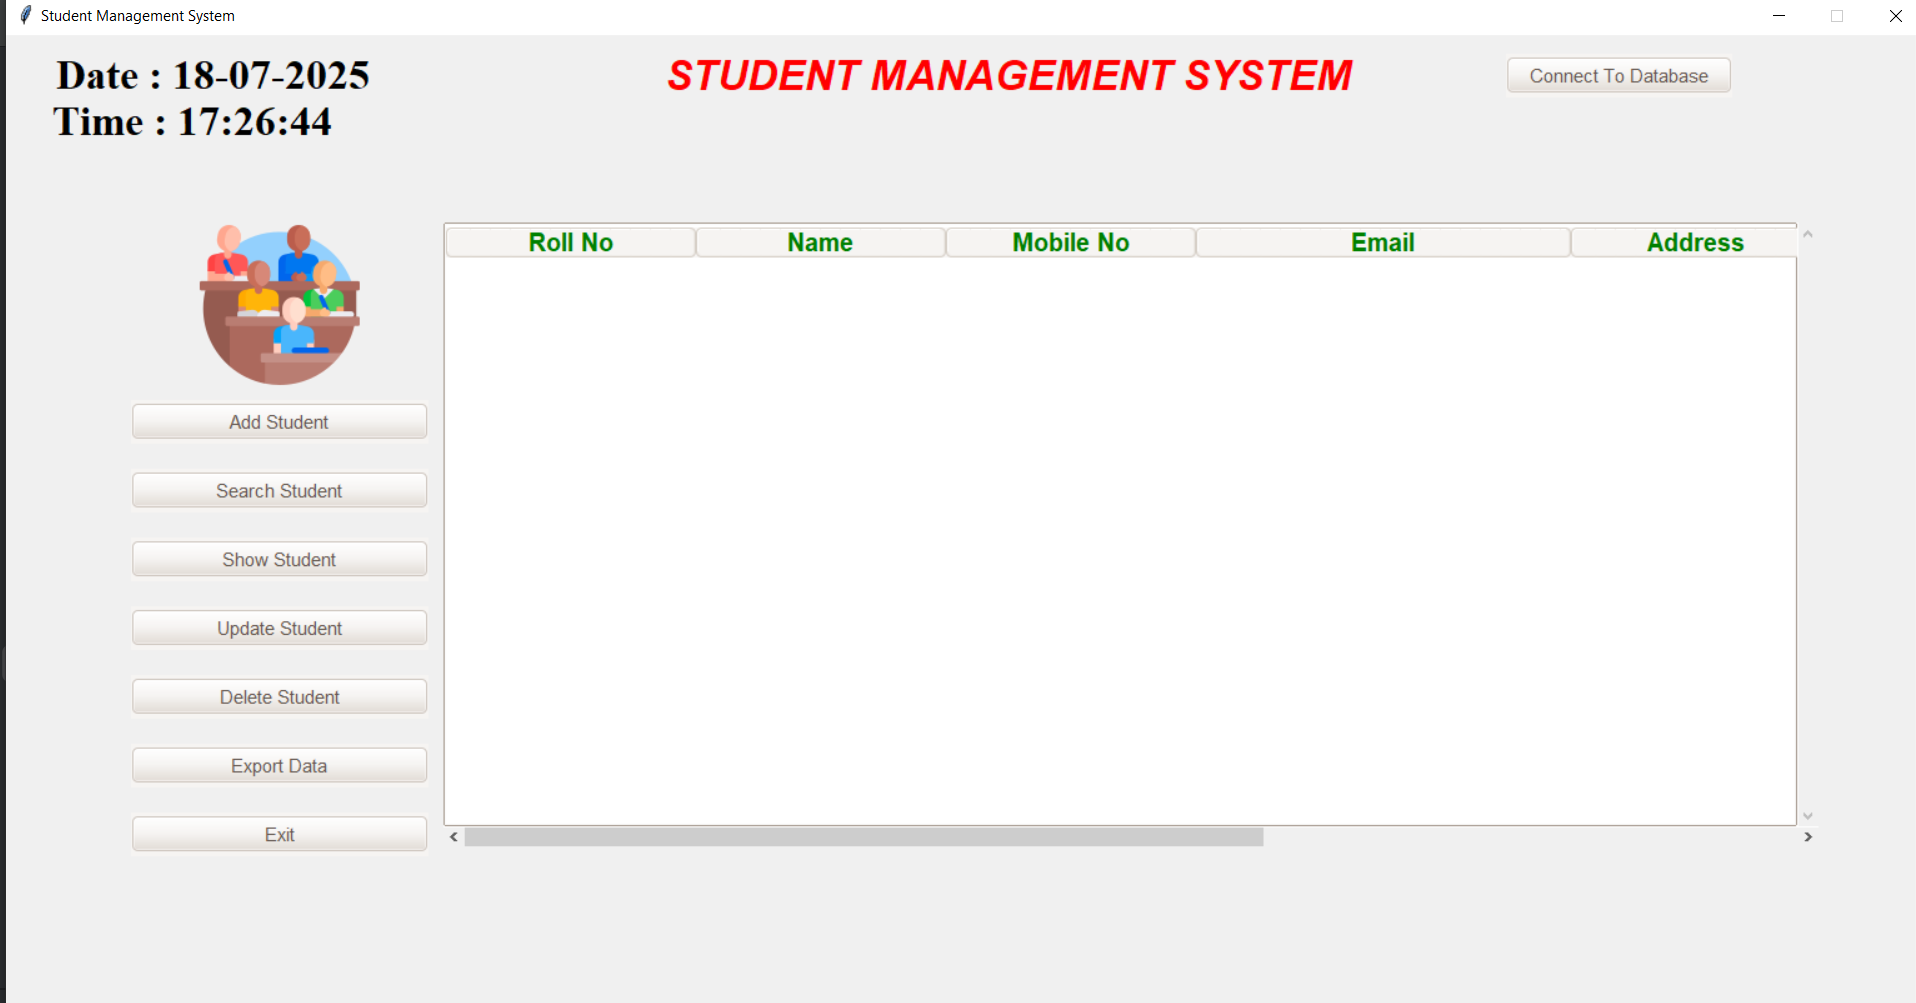 Student Management System
Date : 18-07-2025
STUDENT MANAGEMENT SYSTEM
Connect To Database
Time : 17:26:44
Roll No Name Mobile No Email Address
Add Student
Search Student
Show Student
Update Student
Delete Student
Export Data
Exit